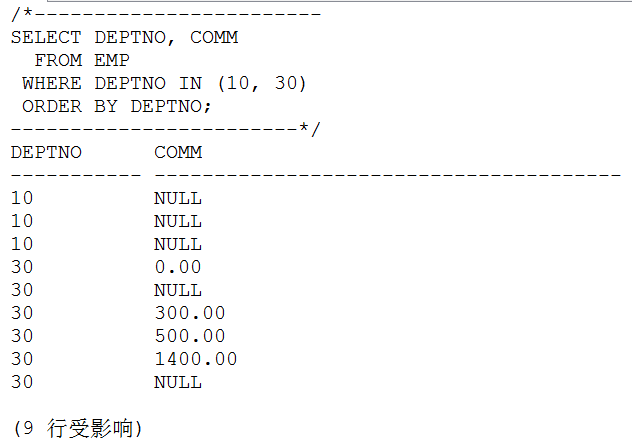 /*------------------------
SELECT DEPTNO, COMM
  FROM EMP
 WHERE DEPTNO IN (10, 30)
 ORDER BY DEPTNO;
------------------------*/
DEPTNO      COMM
----------- ---------------------------------------
10          NULL
10          NULL
10          NULL
30          0.00
30          NULL
30          300.00
30          500.00
30          1400.00
30          NULL

(9 行受影响)